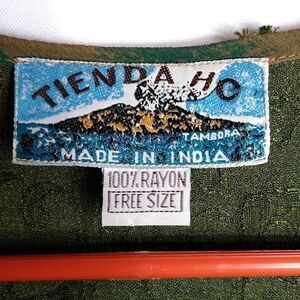 TIENDA HO
TAMBORA
MADE IN INDIA
100% RAYON
FREE SIZE